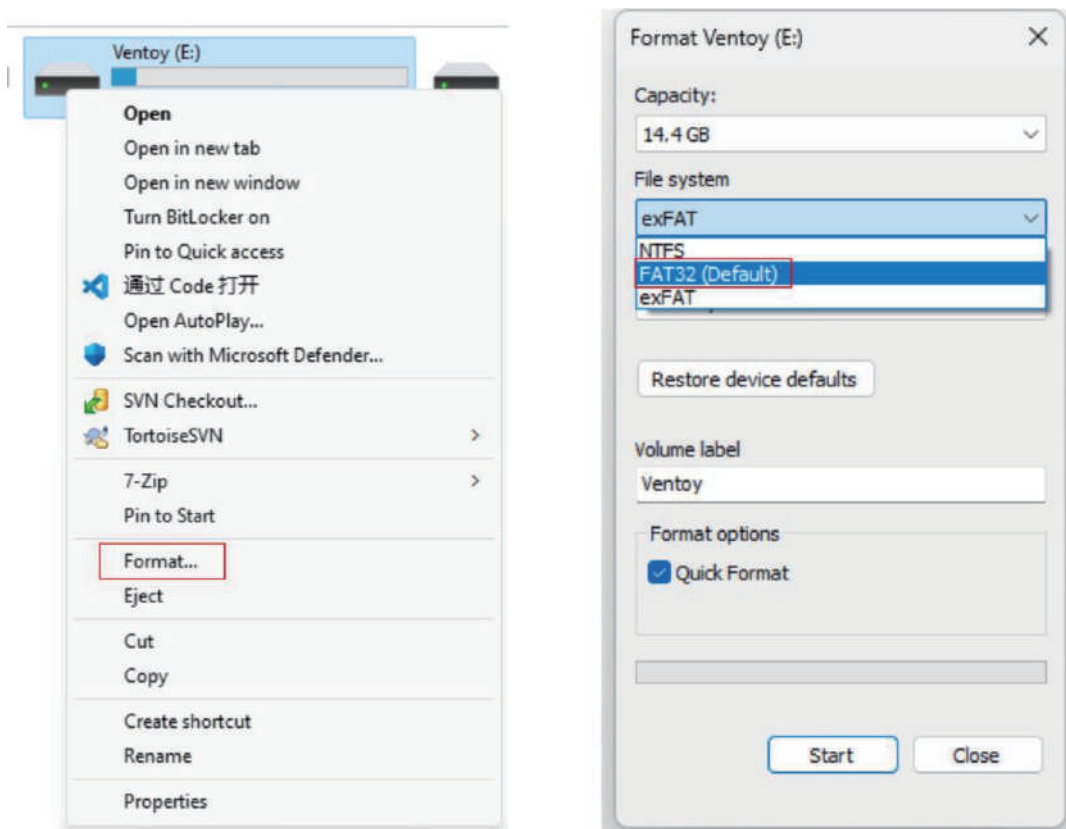 Ventoy (E:)
Open
Open in new tab
Open in new window
Turn BitLocker on
Pin to Quick access
通过 Code 打开
Open AutoPlay...
Scan with Microsoft Defender...
SVN Checkout...
TortoiseSVN
7-Zip
Pin to Start
Format...
Eject
Cut
Copy
Create shortcut
Rename
Properties
Format Ventoy (E:)
Capacity:
14.4 GB
File system
exFAT
NTFS
FAT32 (Default)
exFAT
Restore device defaults
Volume label
Ventoy
Format options
Quick Format
Start
Close